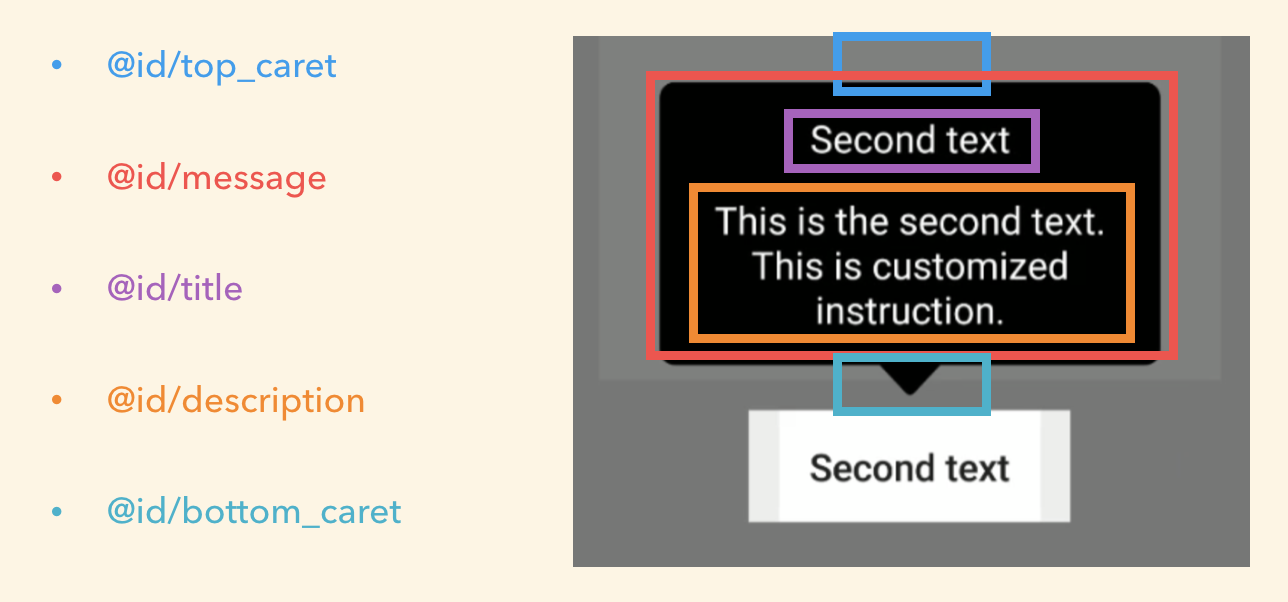 • @id/top_caret
• @id/message
• @id/title
• @id/description
• @id/bottom_caret
Second text
This is the second text.
This is customized
instruction.
Second text